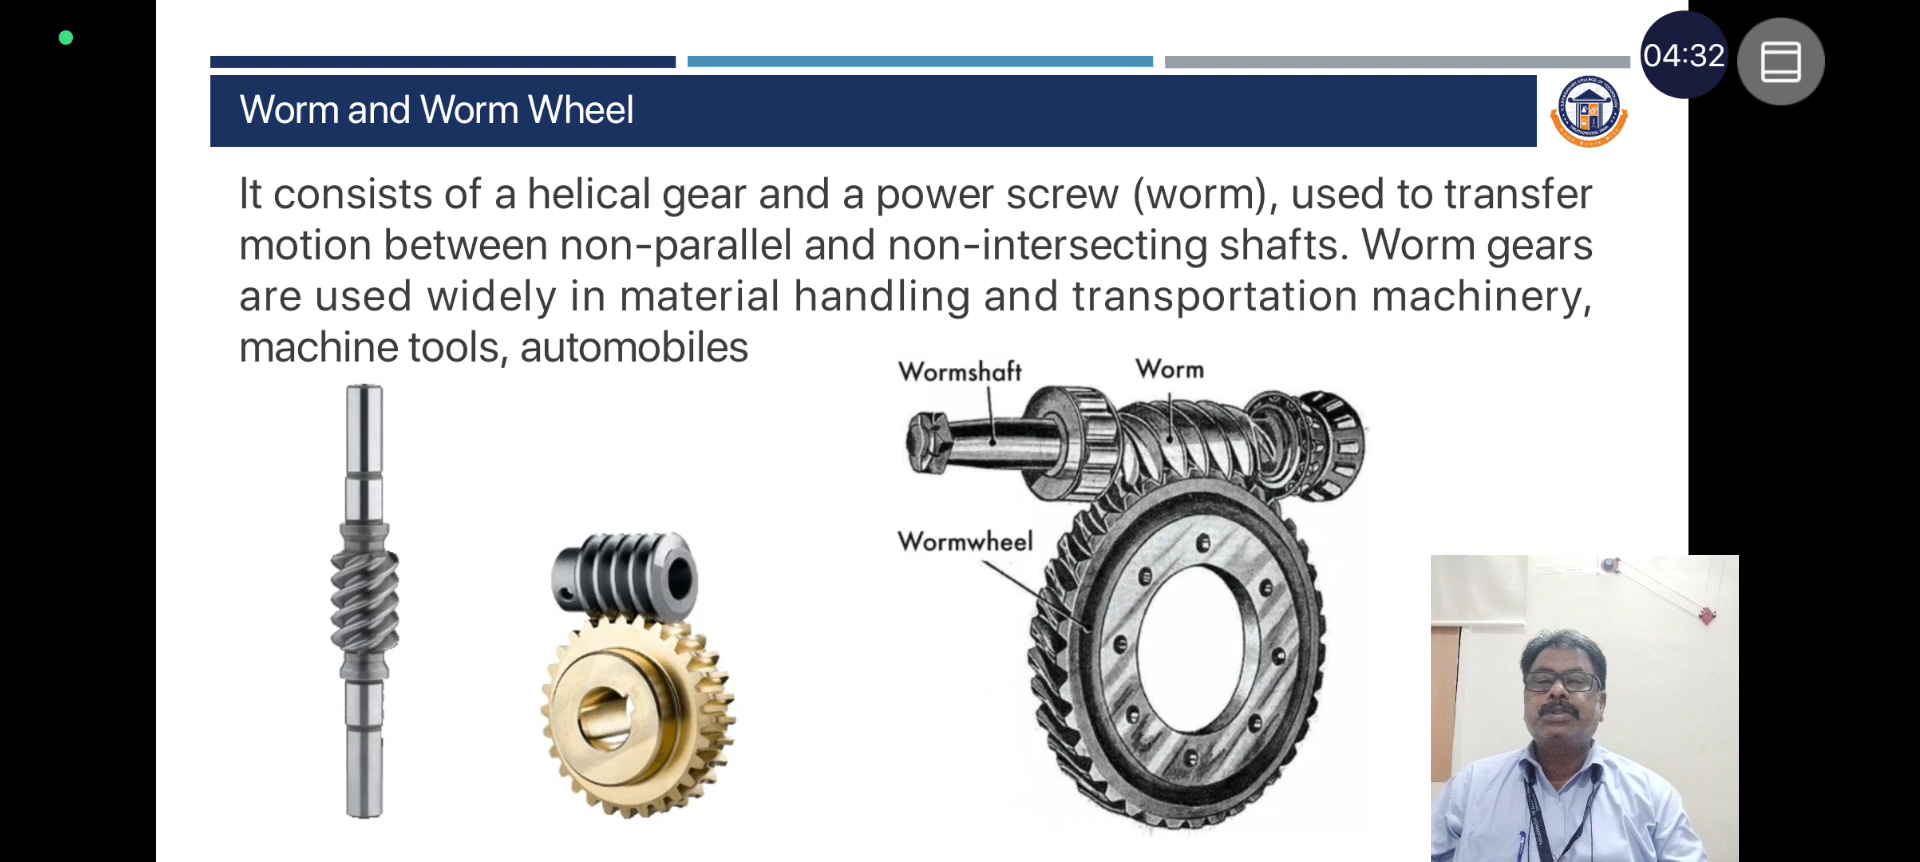 04:32
Worm and Worm Wheel
It consists of a helical gear and a power screw (worm), used to transfer
motion between non-parallel and non-intersecting shafts. Worm gears
are used widely in material handling and transportation machinery,
machine tools, automobiles
Wormshaft
Worm
Wormwheel